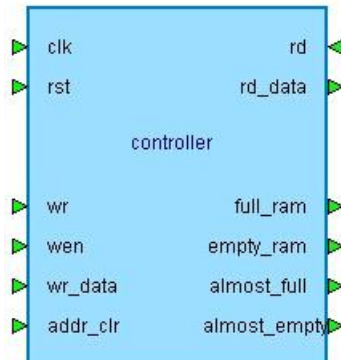 clk rd
rst rd_data
controller
wr full_ram
wen empty_ram
wr_data almost_full
addr_clr almost_empty